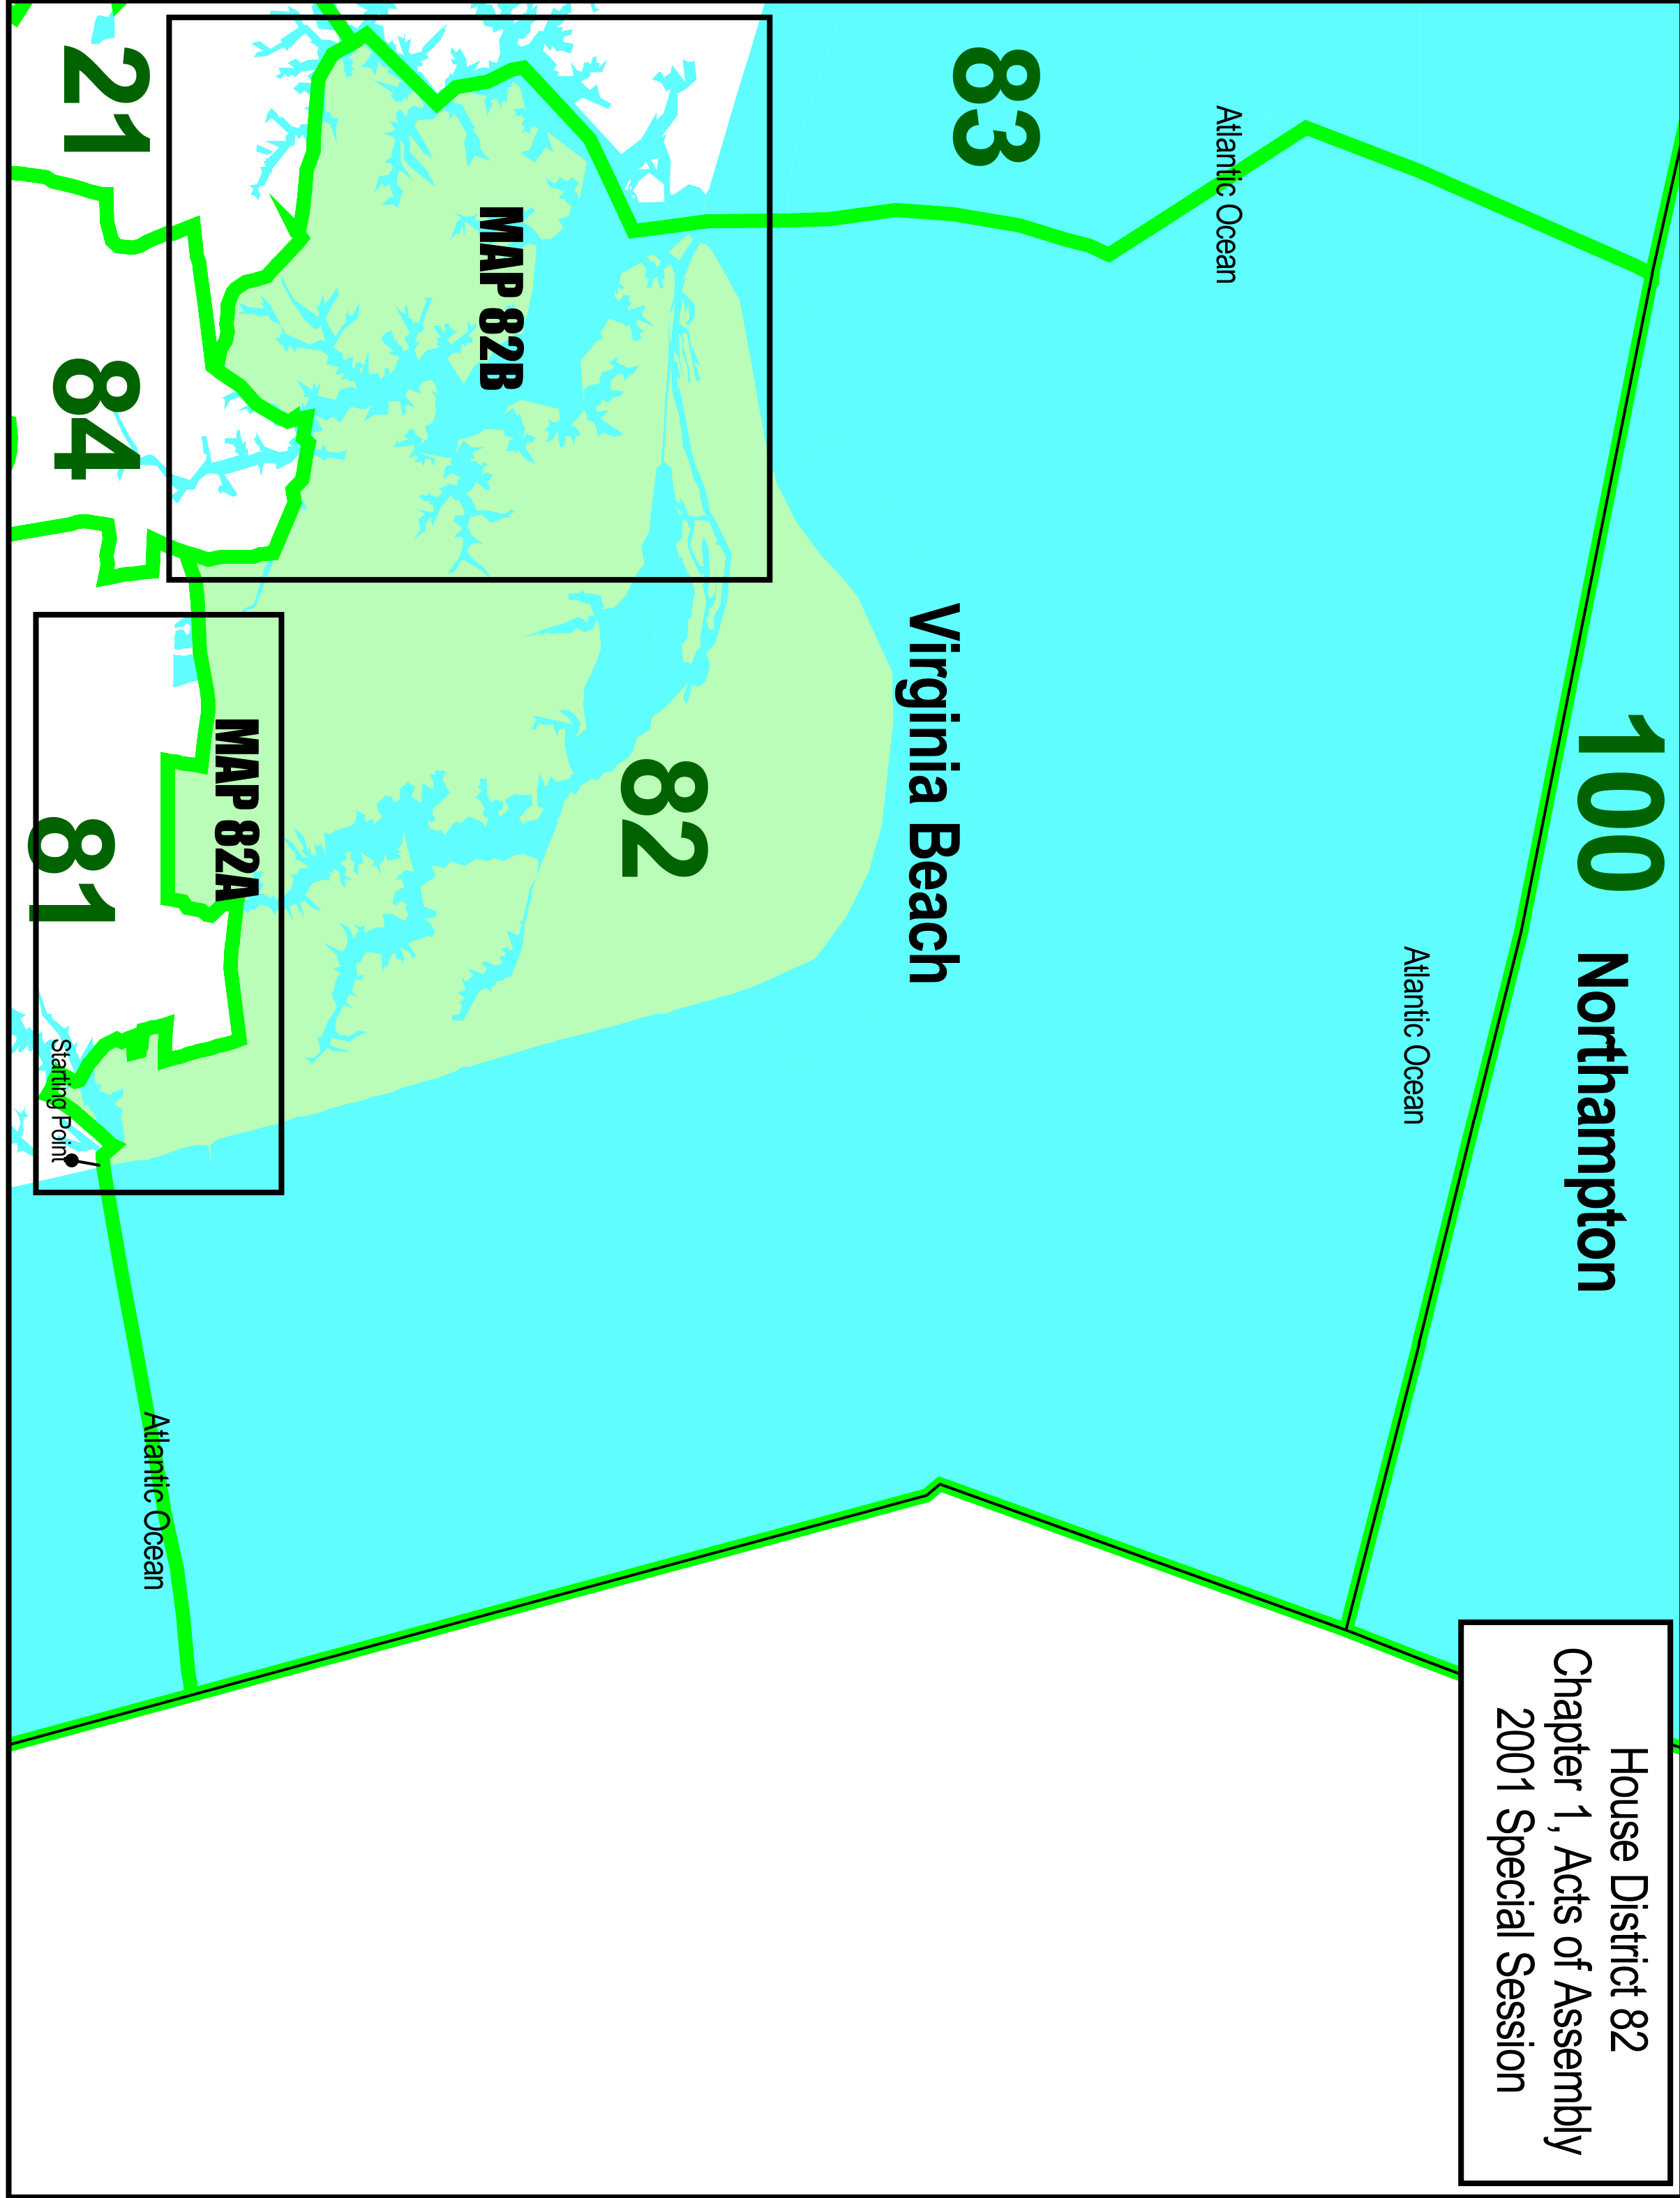 House District 82
Chapter 1, Acts of Assembly
2001 Special Session
100 Northampton
Atlantic Ocean
Atlantic Ocean
83
Virginia Beach
82
MAP 82B
MAP 82A
Atlantic Ocean
21
84
81
Starting Point